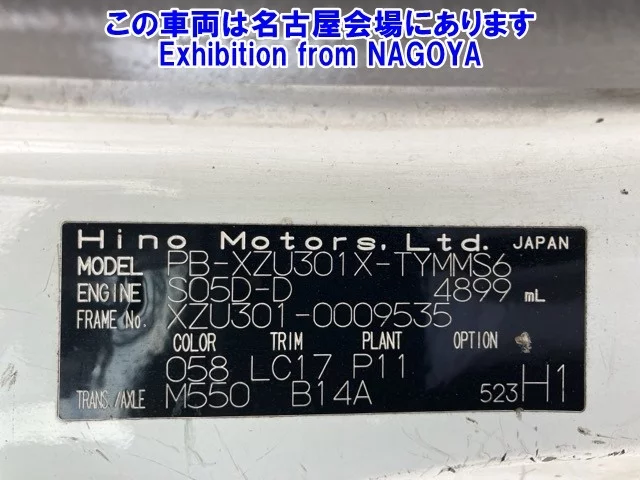 この車両は名古屋会場にあります
Exhibition from NAGOYA
Hino Motors, Ltd. JAPAN
MODEL PB-XZU301X-TYMMS6
ENGINE S05D-D 4899 mL
FRAME No. XZU301-0009535
COLOR TRIM PLANT OPTION
058 LC17 P11
TRANS./AXLE M550 B14A 523 H1